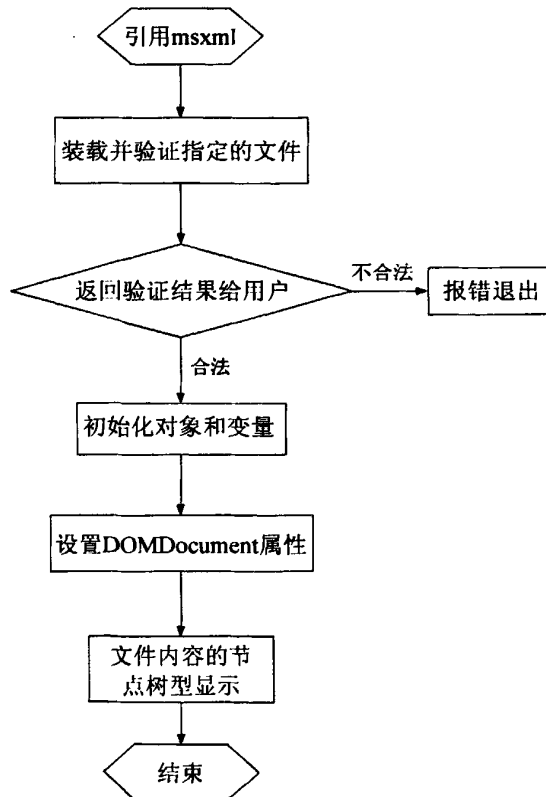 引用msxml
装载并验证指定的文件
返回验证结果给用户
不合法
报错退出
合法
初始化对象和变量
设置DOMDocument属性
文件内容的节
点树型显示
结束